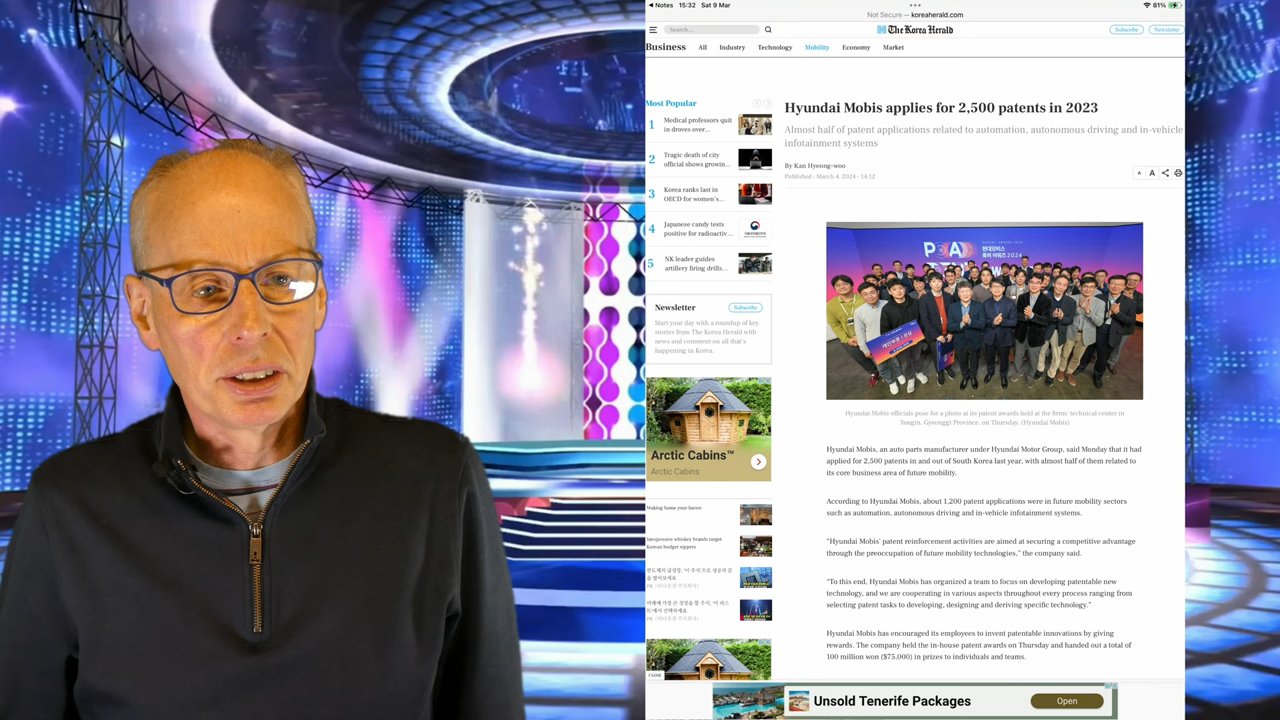 Notes 15:32 Sat 9 Mar
81%
Not Secure — koreaherald.com
Search...
The Korea Herald
Subscribe
Newsletter
Business All Industry Technology Mobility Economy Market
Most Popular
1 Medical professors quit
in droves over...
2 Tragic death of city
official shows growin...
3 Korea ranks last in
OECD for women's...
4 Japanese candy tests
positive for radioactiv...
5 NK leader guides
artillery firing drills...
Newsletter
Subscribe
Start your day with a roundup of key
stories from The Korea Herald with
news and comment on all that's
happening in Korea.
Arctic Cabins™
Arctic Cabins
Making home your haven
Inexpensive whiskey brands target
Korean budget sippers
CLOSE
Hyundai Mobis applies for 2,500 patents in 2023
Almost half of patent applications related to automation, autonomous driving and in-vehicle
infotainment systems
By Kan Hyeong-woo
Published : March 4, 2024 - 14:12
A A
현대모비스
특허 어워즈 2024
Hyundai Mobis officials pose for a photo at its patent awards held at the firms' technical center in
Yongin, Gyeonggi Province, on Thursday. (Hyundai Mobis)
Hyundai Mobis, an auto parts manufacturer under Hyundai Motor Group, said Monday that it had
applied for 2,500 patents in and out of South Korea last year, with almost half of them related to
its core business area of future mobility.
According to Hyundai Mobis, about 1,200 patent applications were in future mobility sectors
such as automation, autonomous driving and in-vehicle infotainment systems.
"Hyundai Mobis' patent reinforcement activities are aimed at securing a competitive advantage
through the preoccupation of future mobility technologies," the company said.
"To this end, Hyundai Mobis has organized a team to focus on developing patentable new
technology, and we are cooperating in various aspects throughout every process ranging from
selecting patent tasks to developing, designing and deriving specific technology."
Hyundai Mobis has encouraged its employees to invent patentable innovations by giving
rewards. The company held the in-house patent awards on Thursday and handed out a total of
100 million won ($75,000) in prizes to individuals and teams.
Unsold Tenerife Packages
Open